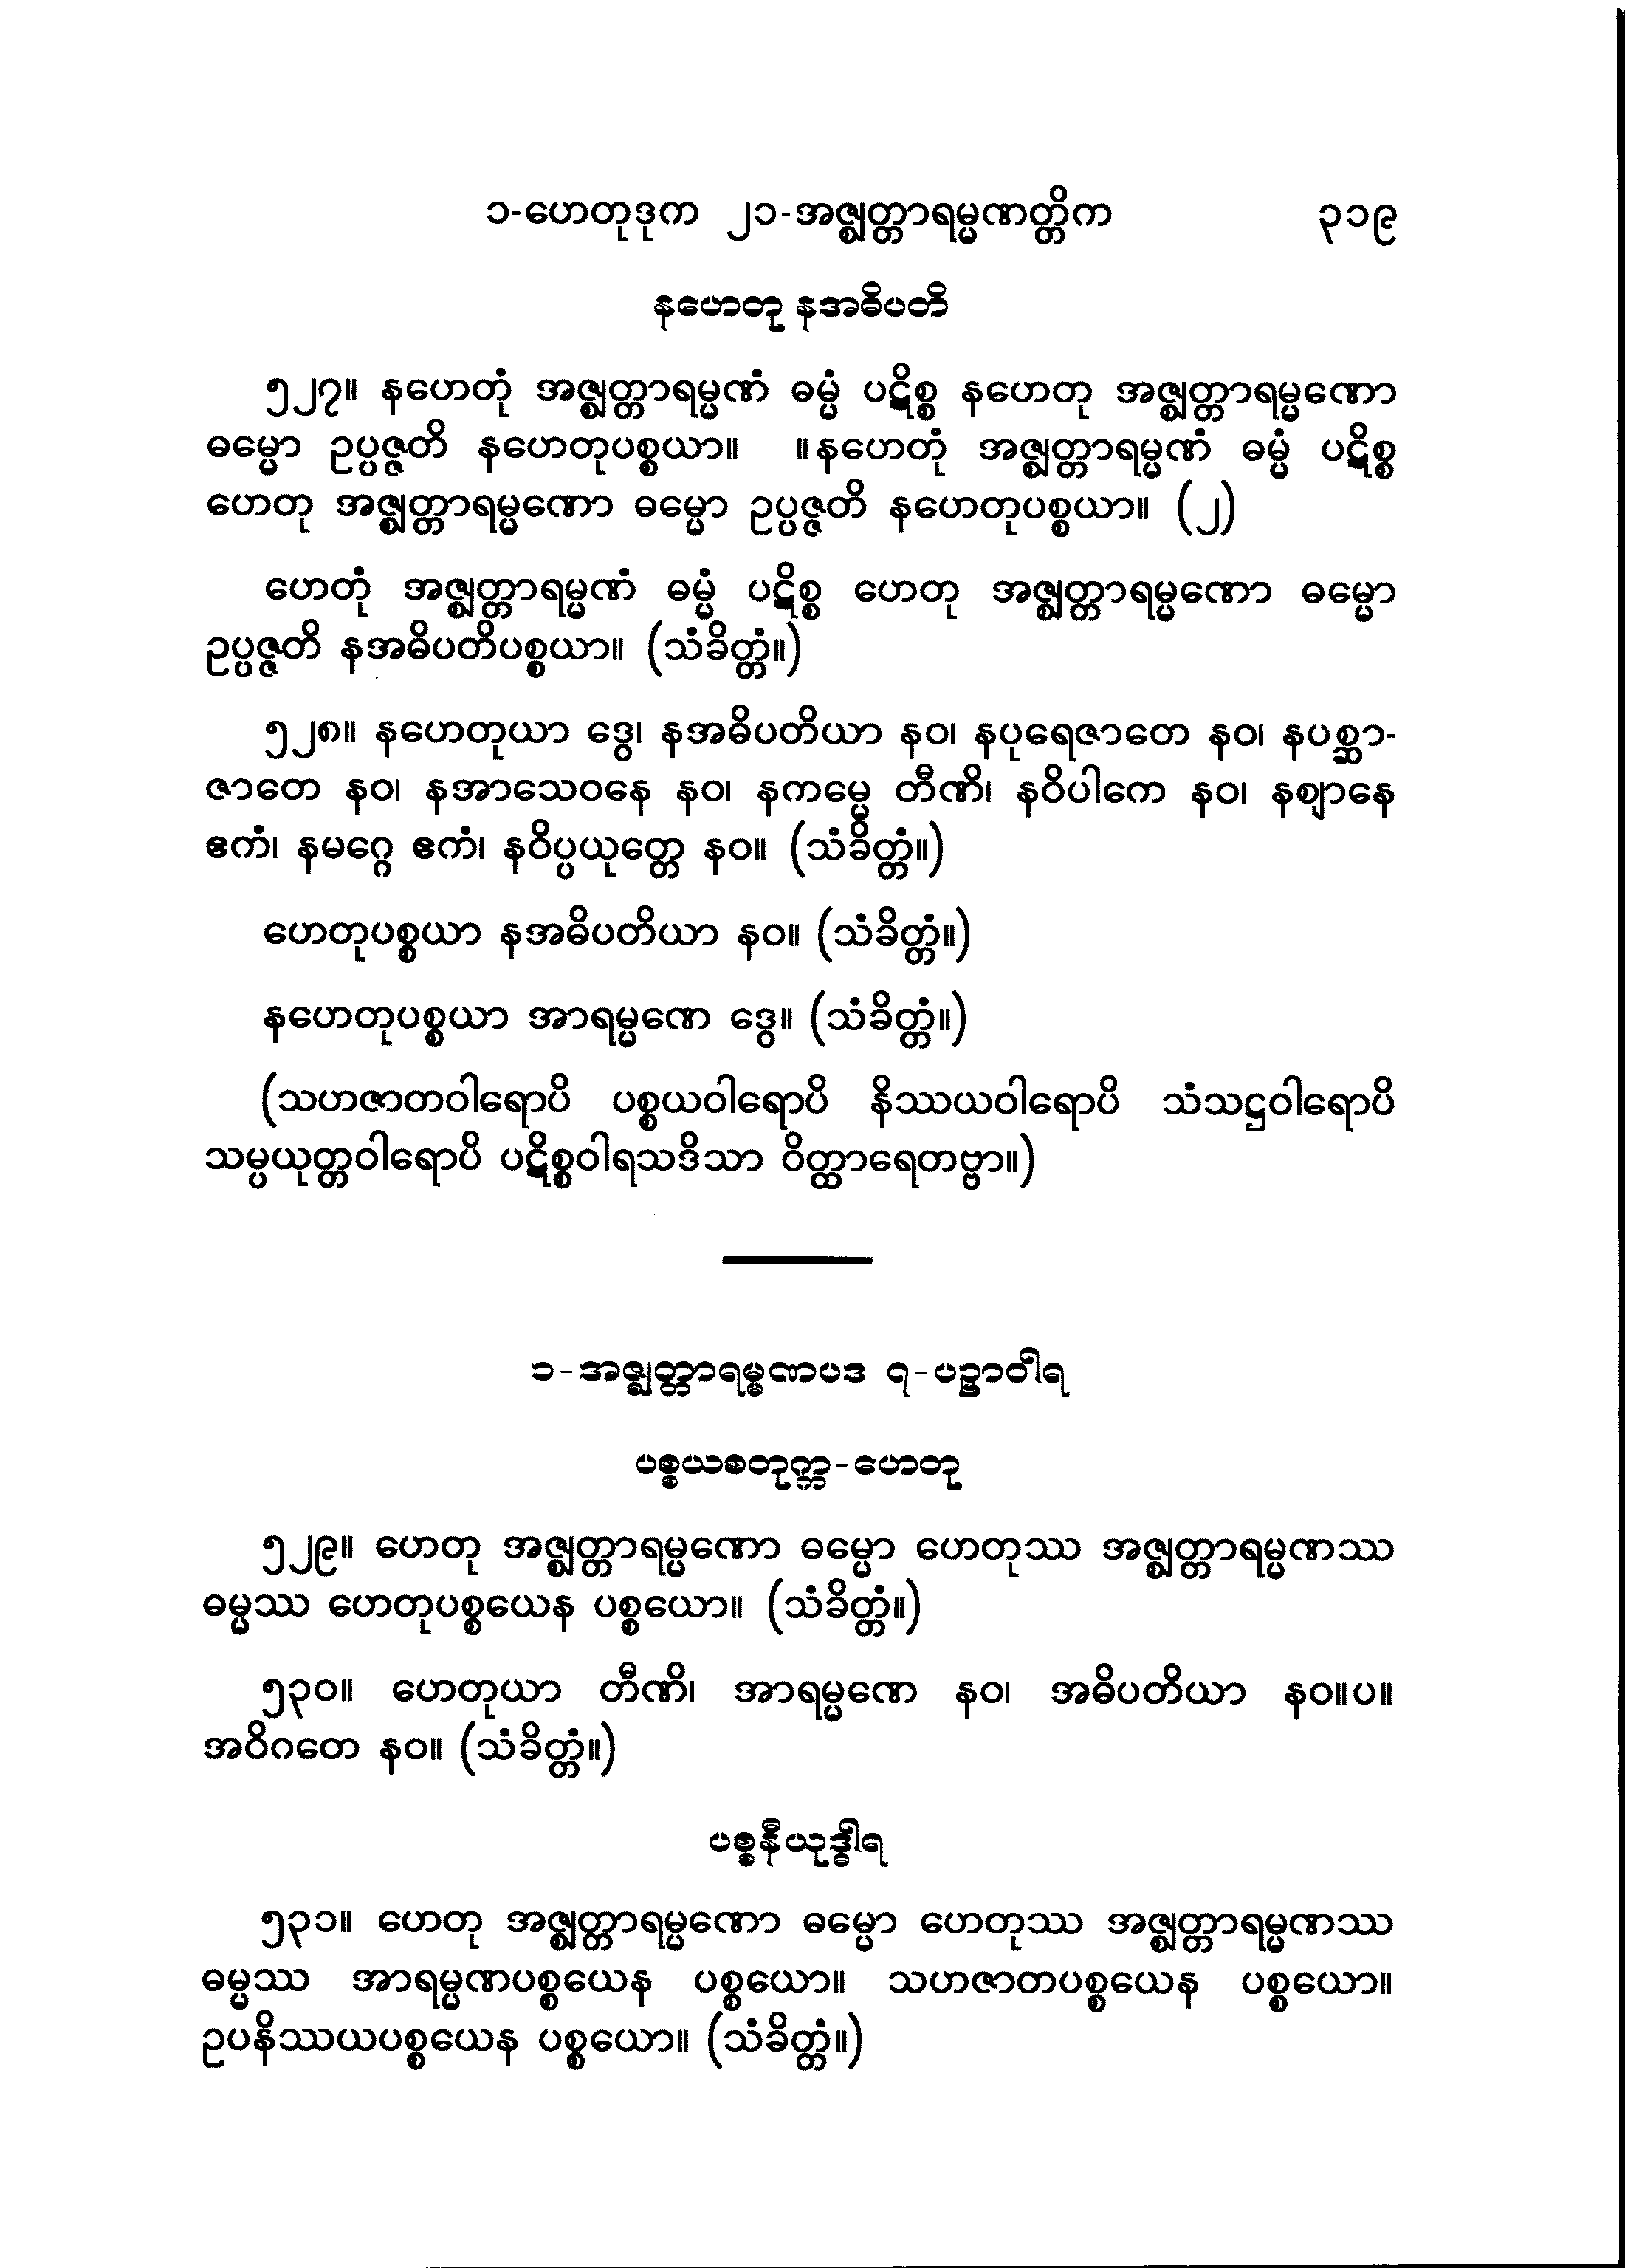 ၁-ဟေတုဒုက ၂၁-အဇ္ဈတ္တာရမ္မဏတ္တိက ၃၁၉
နဟေတု နအဓိပတိ
၅၂၇။ နဟေတုံ အဇ္ဈတ္တာရမ္မဏံ ဓမ္မံ ပဋိစ္စ နဟေတု အဇ္ဈတ္တာရမ္မဏော
ဓမ္မော ဥပ္ပဇ္ဇတိ နဟေတုပစ္စယာ။ ။နဟေတုံ အဇ္ဈတ္တာရမ္မဏံ ဓမ္မံ ပဋိစ္စ
ဟေတု အဇ္ဈတ္တာရမ္မဏော ဓမ္မော ဥပ္ပဇ္ဇတိ နဟေတုပစ္စယာ။ (၂)
ဟေတုံ အဇ္ဈတ္တာရမ္မဏံ ဓမ္မံ ပဋိစ္စ ဟေတု အဇ္ဈတ္တာရမ္မဏော ဓမ္မော
ဥပ္ပဇ္ဇတိ နအဓိပတိပစ္စယာ။ (သံခိတ္တံ။)
၅၂၈။ နဟေတုယာ ဒွေ၊ နအဓိပတိယာ နဝ၊ နပုရေဇာတေ နဝ၊ နပစ္ဆာ-
ဇာတေ နဝ၊ နအာသေဝနေ နဝ၊ နကမ္မေ တီဏိ၊ နဝိပါကေ နဝ၊ နဈာနေ
ဧကံ၊ နမဂ္ဂေ ဧကံ၊ နဝိပ္ပယုတ္တေ နဝ။ (သံခိတ္တံ။)
ဟေတုပစ္စယာ နအဓိပတိယာ နဝ။ (သံခိတ္တံ။)
နဟေတုပစ္စယာ အာရမ္မဏေ ဒွေ။ (သံခိတ္တံ။)
(သဟဇာတဝါရောပိ ပစ္စယဝါရောပိ နိဿယဝါရောပိ သံသဋ္ဌဝါရောပိ
သမ္ပယုတ္တဝါရောပိ ပဋိစ္စဝါရသဒိသာ ဝိတ္ထာရေတဗ္ဗာ။)
၁-အဇ္ဈတ္တာရမ္မဏပဒ ၇-ပဉှာဝါရ
ပစ္စယစတုက္က-ဟေတု
၅၂၉။ ဟေတု အဇ္ဈတ္တာရမ္မဏော ဓမ္မော ဟေတုဿ အဇ္ဈတ္တာရမ္မဏဿ
ဓမ္မဿ ဟေတုပစ္စယေန ပစ္စယော။ (သံခိတ္တံ။)
၅၃၀။ ဟေတုယာ တီဏိ၊ အာရမ္မဏေ နဝ၊ အဓိပတိယာ နဝ။ပ။
အဝိဂတေ နဝ။ (သံခိတ္တံ။)
ပစ္စနီယုဒ္ဓါရ
၅၃၁။ ဟေတု အဇ္ဈတ္တာရမ္မဏော ဓမ္မော ဟေတုဿ အဇ္ဈတ္တာရမ္မဏဿ
ဓမ္မဿ အာရမ္မဏပစ္စယေန ပစ္စယော။ သဟဇာတပစ္စယေန ပစ္စယော။
ဥပနိဿယပစ္စယေန ပစ္စယော။ (သံခိတ္တံ။)